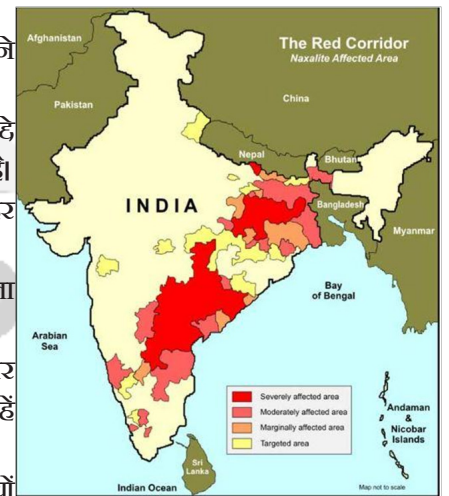 ने
The Red Corridor
Naxalite Affected Area
Afghanistan
China
Pakistan
द्दे
Nepal
Bhutan
है।
Bangladesh
र
INDIA
Myanmar
Bay
of Bengal
ना
Arabian
Sea
र
Severely affected area
Moderately affected area
Marginally affected area
Targeted area
हें
Andaman
&
Nicobar
Islands
Sri
Lanka
Indian Ocean
Map not to scale